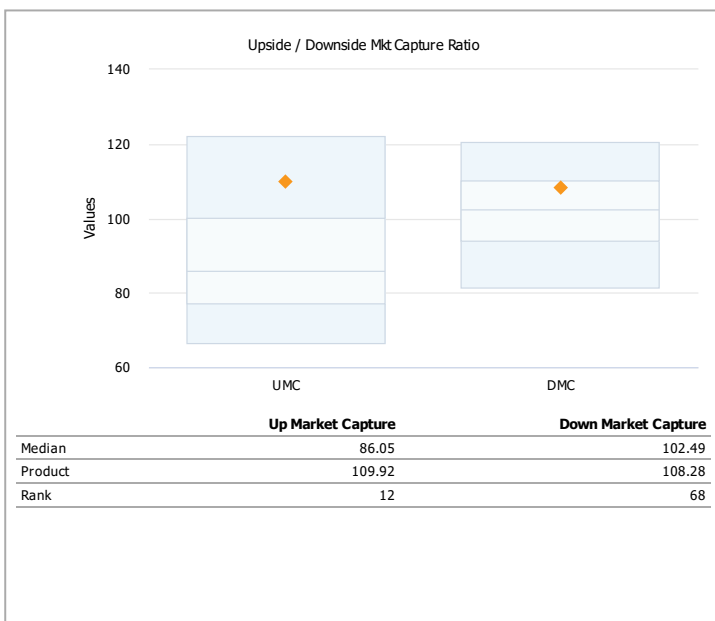 Upside / Downside Mkt Capture Ratio
140
120
100
80
60
Values
UMC DMC
Up Market Capture Down Market Capture
Median 86.05 102.49
Product 109.92 108.28
Rank 12 68